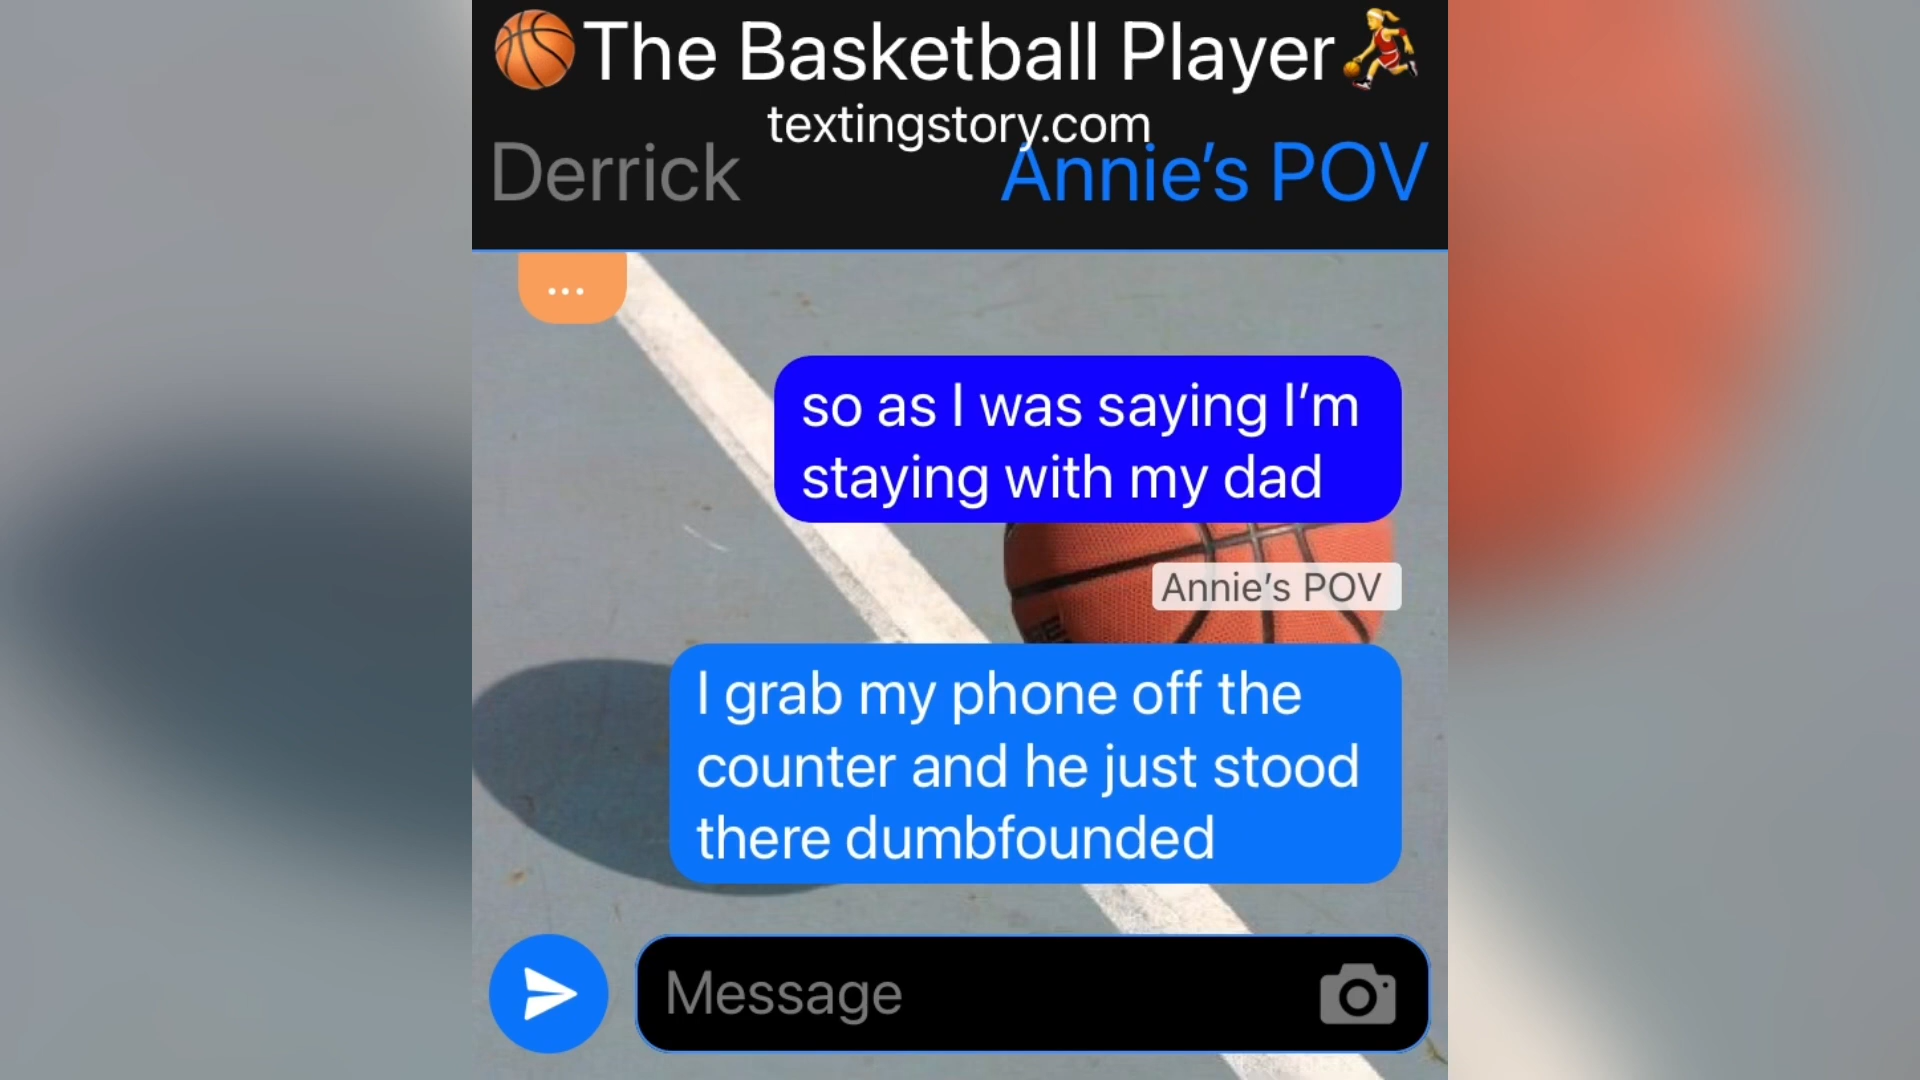 🏀The Basketball Player⛹️‍♀️
textingstory.com
Derrick
Annie’s POV
...
so as I was saying I’m
staying with my dad
Annie’s POV
I grab my phone off the
counter and he just stood
there dumbfounded
Message